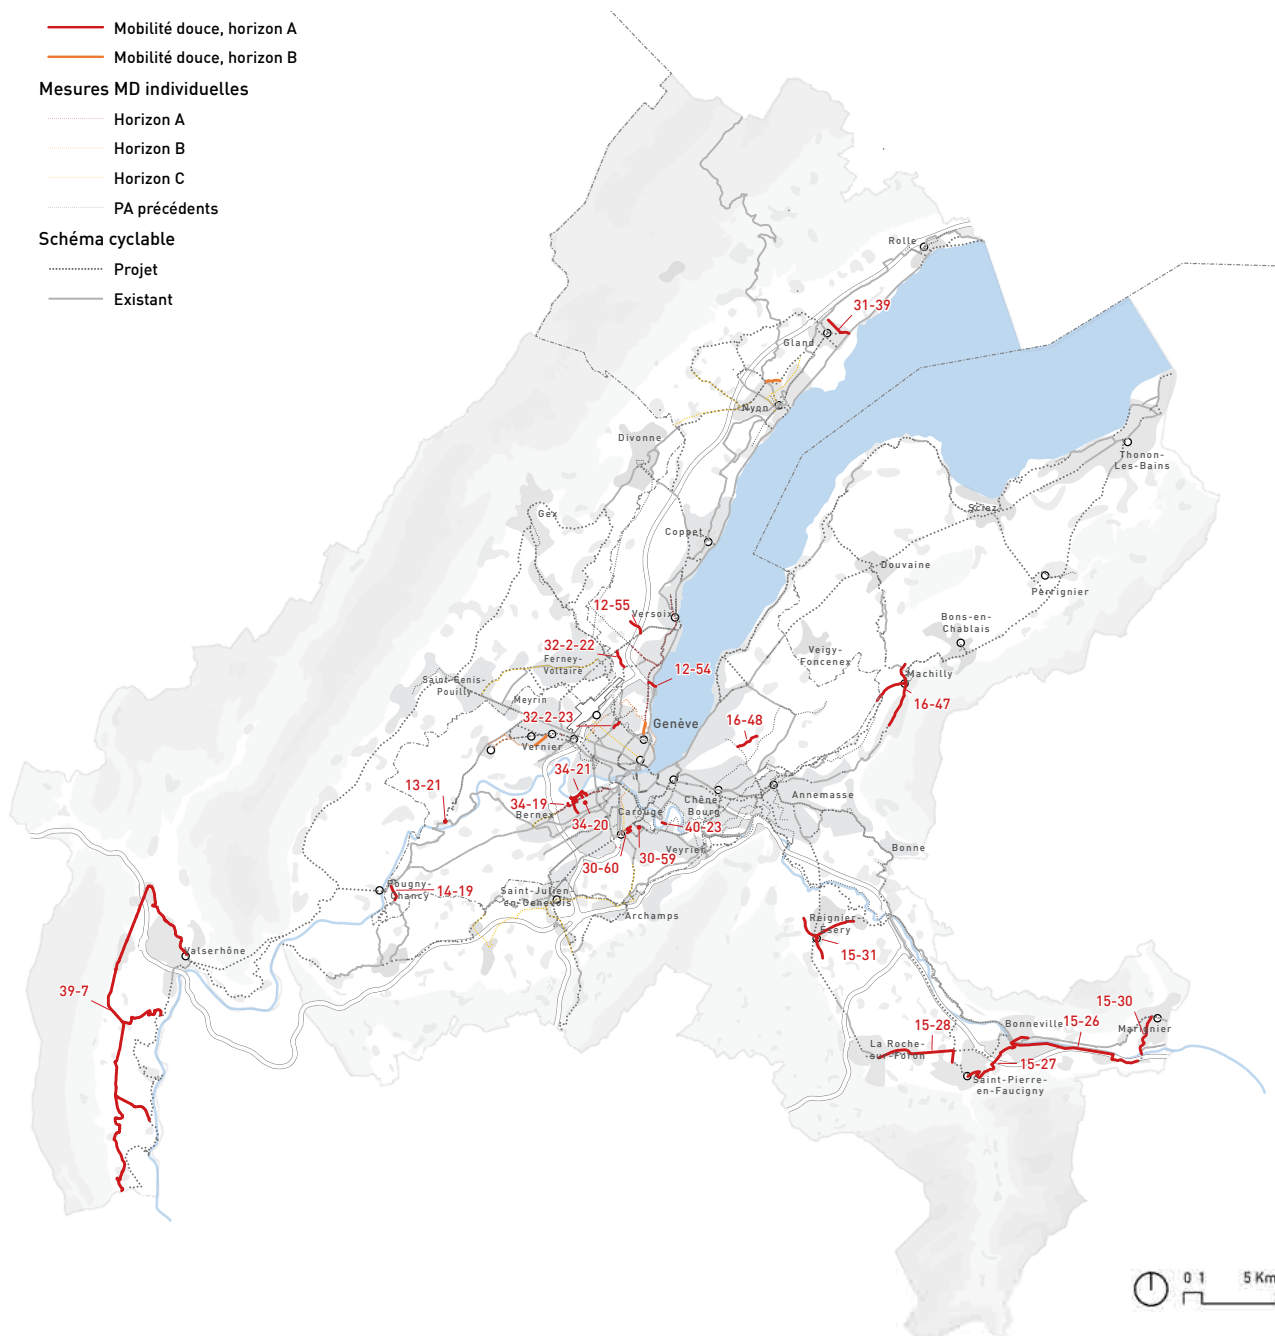 Mobilité douce, horizon A
Mobilité douce, horizon B
Mesures MD individuelles
Horizon A
Horizon B
Horizon C
PA précédents
Schéma cyclable
Projet
Existant
Rolle
31-39
Gland
Nyon
Divonne
Thonon-
Les-Bains
Sciez
Gex
Coppet
Douvaine
Perrignier
12-55
Versoix
Bons-en-
Chablais
32-2-22
Ferney-
Voltaire
Veigy-
Foncenex
12-54
Machilly
Saint-Genis-
Pouilly
Meyrin
16-47
32-2-23
Genève
16-48
Vernier
34-21
13-21
34-19
Annemasse
Chêne-
Bourg
Bernex
34-20
Carouge
40-23
30-59
Veyrier
Bonne
30-60
Pougny-
Chancy
14-19
Saint-Julien-
en-Genevois
Archamps
Reignier-
Esery
15-31
Valserhône
39-7
15-30
15-28
Bonneville
15-26
Marignier
La Roche-
sur-Foron
15-27
Saint-Pierre-
en-Faucigny
0 1 5 Km